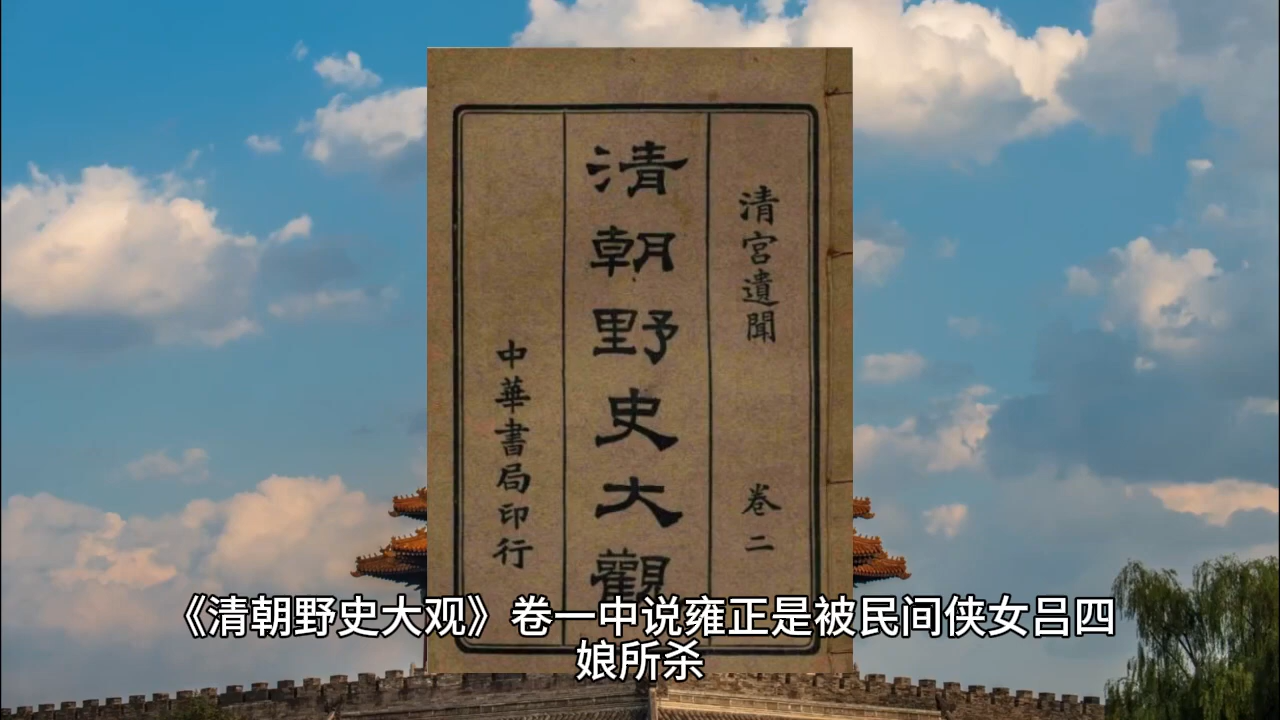 清宮遺聞 卷二
清朝野史大觀
中華書局印行
《清朝野史大观》卷一中说雍正是被民间侠女吕四
娘所杀